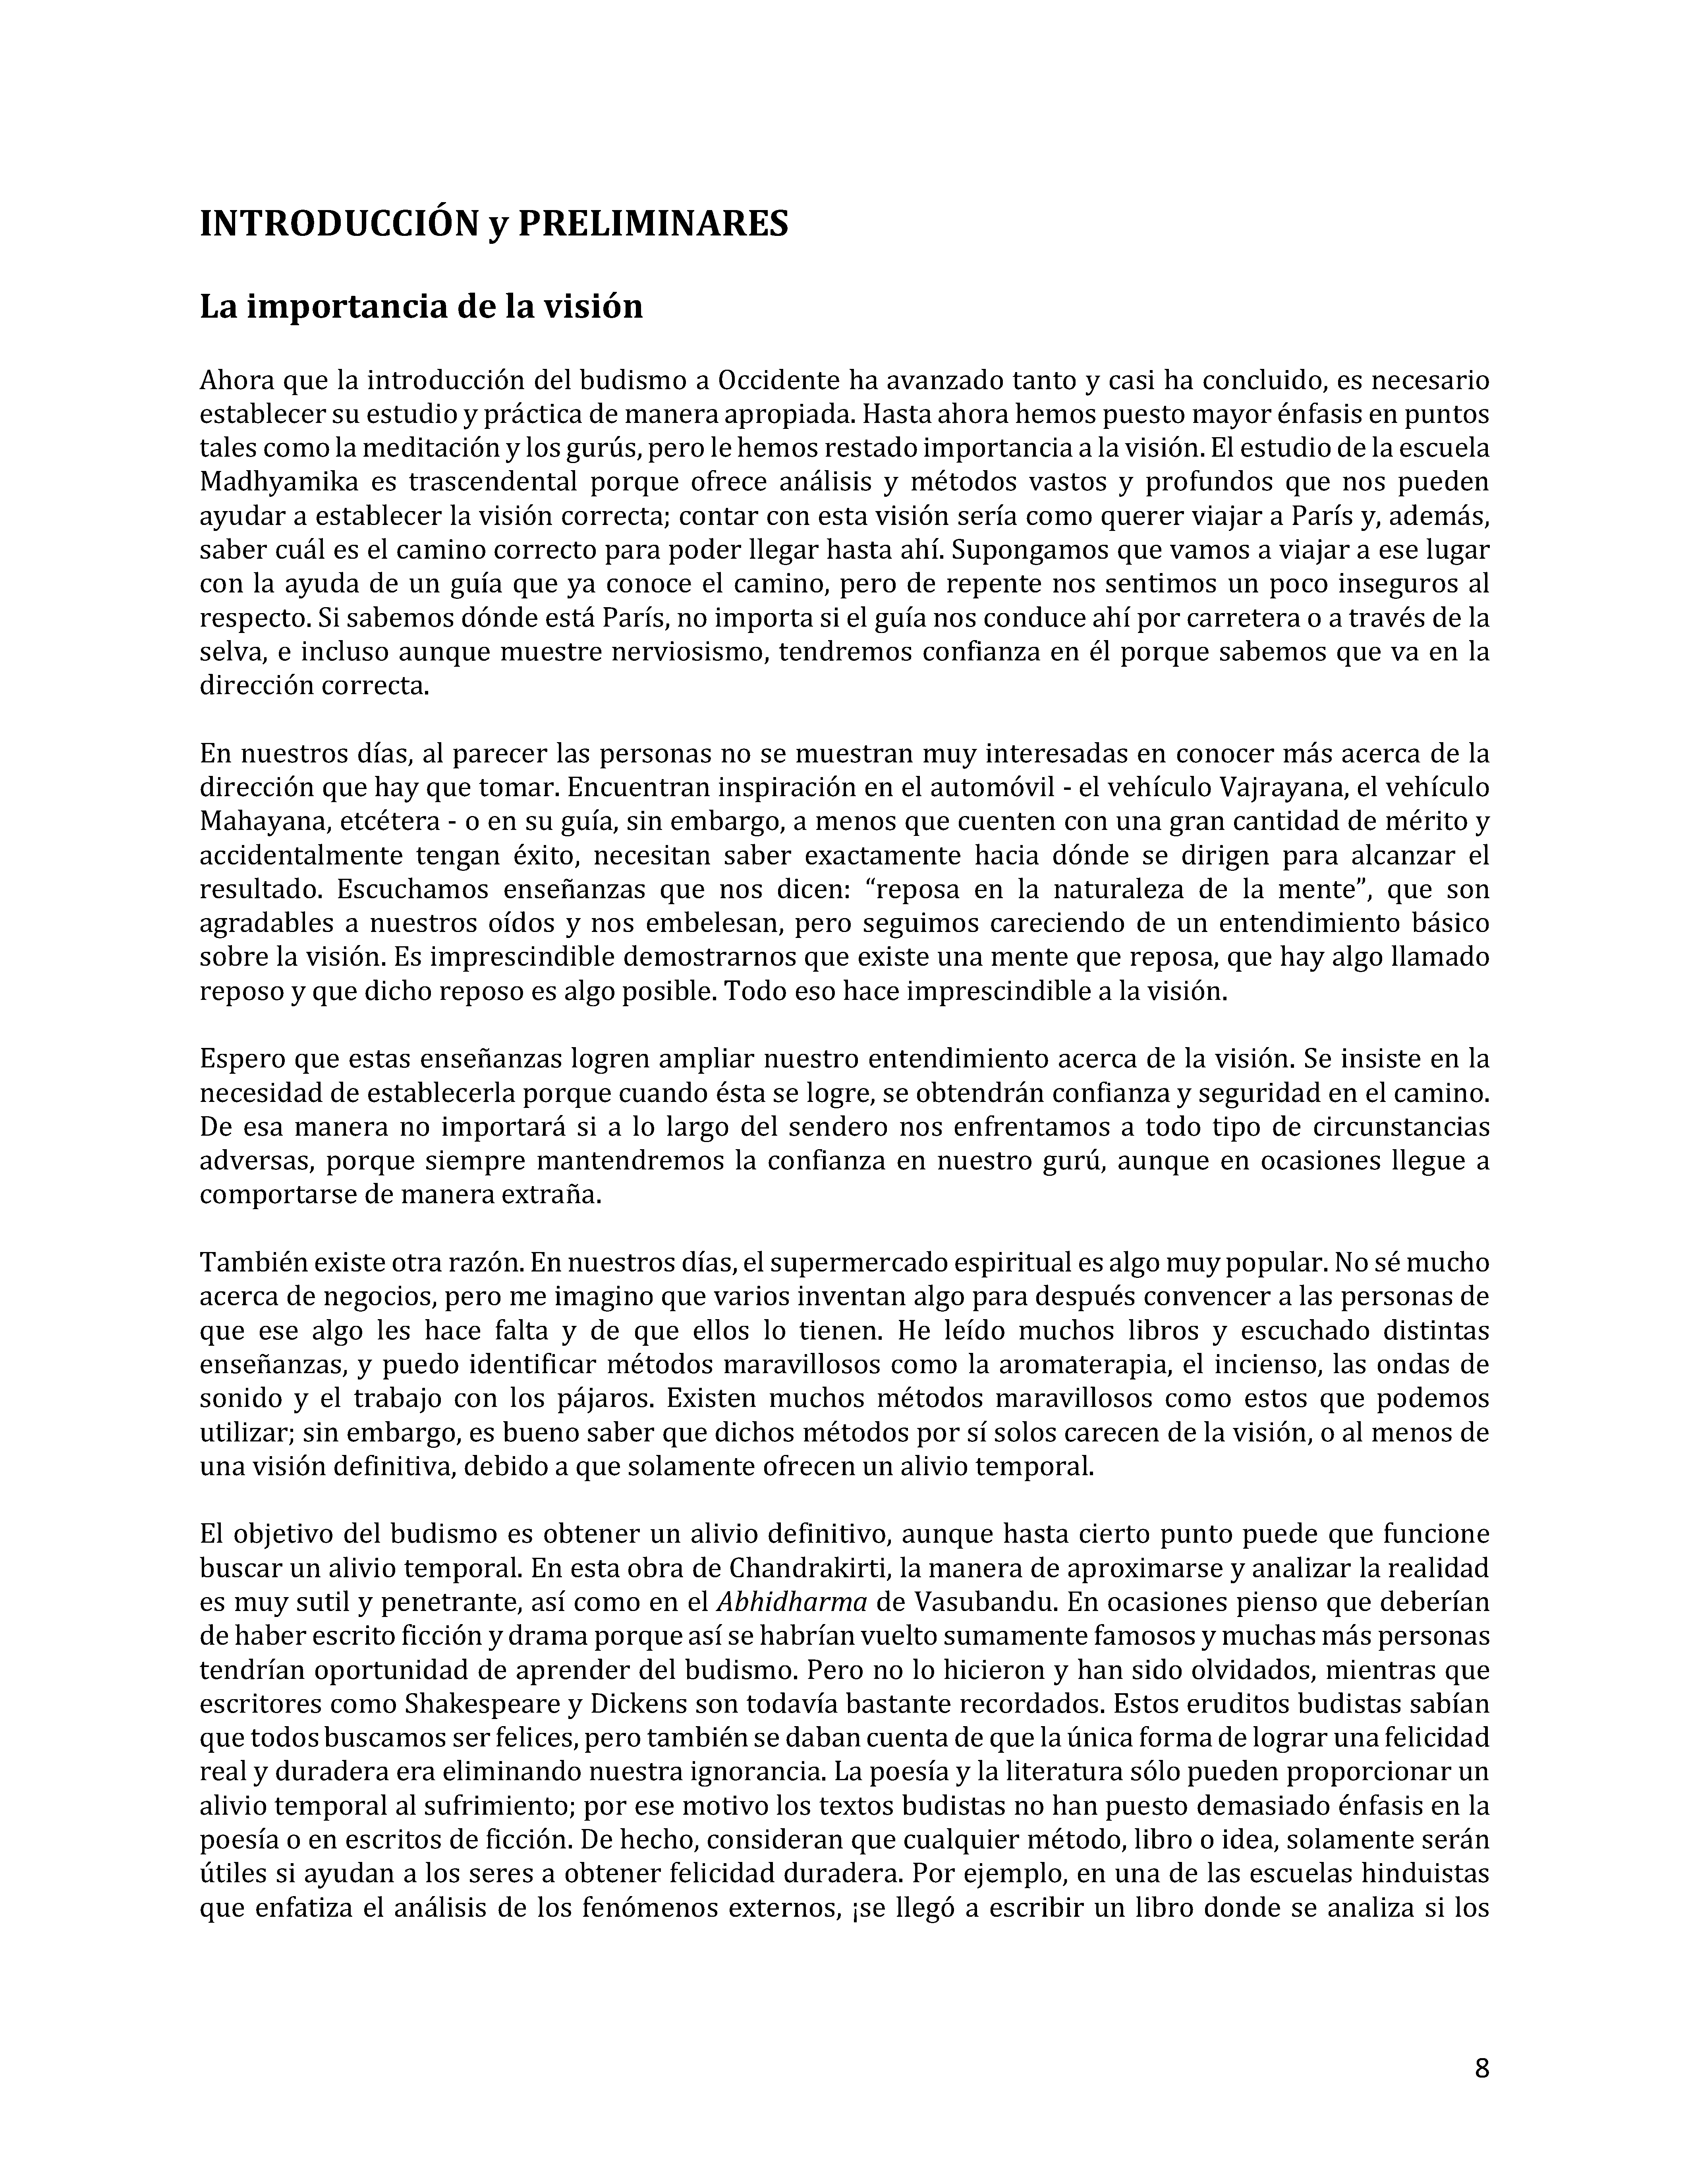 INTRODUCCIÓN y PRELIMINARES
La importancia de la visión
Ahora que la introducción del budismo a Occidente ha avanzado tanto y casi ha concluido, es necesario
establecer su estudio y práctica de manera apropiada. Hasta ahora hemos puesto mayor énfasis en puntos
tales como la meditación y los gurús, pero le hemos restado importancia a la visión. El estudio de la escuela
Madhyamika es trascendental porque ofrece análisis y métodos vastos y profundos que nos pueden
ayudar a establecer la visión correcta; contar con esta visión sería como querer viajar a París y, además,
saber cuál es el camino correcto para poder llegar hasta ahí. Supongamos que vamos a viajar a ese lugar
con la ayuda de un guía que ya conoce el camino, pero de repente nos sentimos un poco inseguros al
respecto. Si sabemos dónde está París, no importa si el guía nos conduce ahí por carretera o a través de la
selva, e incluso aunque muestre nerviosismo, tendremos confianza en él porque sabemos que va en la
dirección correcta.
En nuestros días, al parecer las personas no se muestran muy interesadas en conocer más acerca de la
dirección que hay que tomar. Encuentran inspiración en el automóvil - el vehículo Vajrayana, el vehículo
Mahayana, etcétera - o en su guía, sin embargo, a menos que cuenten con una gran cantidad de mérito y
accidentalmente tengan éxito, necesitan saber exactamente hacia dónde se dirigen para alcanzar el
resultado. Escuchamos enseñanzas que nos dicen: “reposa en la naturaleza de la mente”, que son
agradables a nuestros oídos y nos embelesan, pero seguimos careciendo de un entendimiento básico
sobre la visión. Es imprescindible demostrarnos que existe una mente que reposa, que hay algo llamado
reposo y que dicho reposo es algo posible. Todo eso hace imprescindible a la visión.
Espero que estas enseñanzas logren ampliar nuestro entendimiento acerca de la visión. Se insiste en la
necesidad de establecerla porque cuando ésta se logre, se obtendrán confianza y seguridad en el camino.
De esa manera no importará si a lo largo del sendero nos enfrentamos a todo tipo de circunstancias
adversas, porque siempre mantendremos la confianza en nuestro gurú, aunque en ocasiones llegue a
comportarse de manera extraña.
También existe otra razón. En nuestros días, el supermercado espiritual es algo muy popular. No sé mucho
acerca de negocios, pero me imagino que varios inventan algo para después convencer a las personas de
que ese algo les hace falta y de que ellos lo tienen. He leído muchos libros y escuchado distintas
enseñanzas, y puedo identificar métodos maravillosos como la aromaterapia, el incienso, las ondas de
sonido y el trabajo con los pájaros. Existen muchos métodos maravillosos como estos que podemos
utilizar; sin embargo, es bueno saber que dichos métodos por sí solos carecen de la visión, o al menos de
una visión definitiva, debido a que solamente ofrecen un alivio temporal.
El objetivo del budismo es obtener un alivio definitivo, aunque hasta cierto punto puede que funcione
buscar un alivio temporal. En esta obra de Chandrakirti, la manera de aproximarse y analizar la realidad
es muy sutil y penetrante, así como en el Abhidharma de Vasubandu. En ocasiones pienso que deberían
de haber escrito ficción y drama porque así se habrían vuelto sumamente famosos y muchas más personas
tendrían oportunidad de aprender del budismo. Pero no lo hicieron y han sido olvidados, mientras que
escritores como Shakespeare y Dickens son todavía bastante recordados. Estos eruditos budistas sabían
que todos buscamos ser felices, pero también se daban cuenta de que la única forma de lograr una felicidad
real y duradera era eliminando nuestra ignorancia. La poesía y la literatura sólo pueden proporcionar un
alivio temporal al sufrimiento; por ese motivo los textos budistas no han puesto demasiado énfasis en la
poesía o en escritos de ficción. De hecho, consideran que cualquier método, libro o idea, solamente serán
útiles si ayudan a los seres a obtener felicidad duradera. Por ejemplo, en una de las escuelas hinduistas
que enfatiza el análisis de los fenómenos externos, ¡se llegó a escribir un libro donde se analiza si los
8